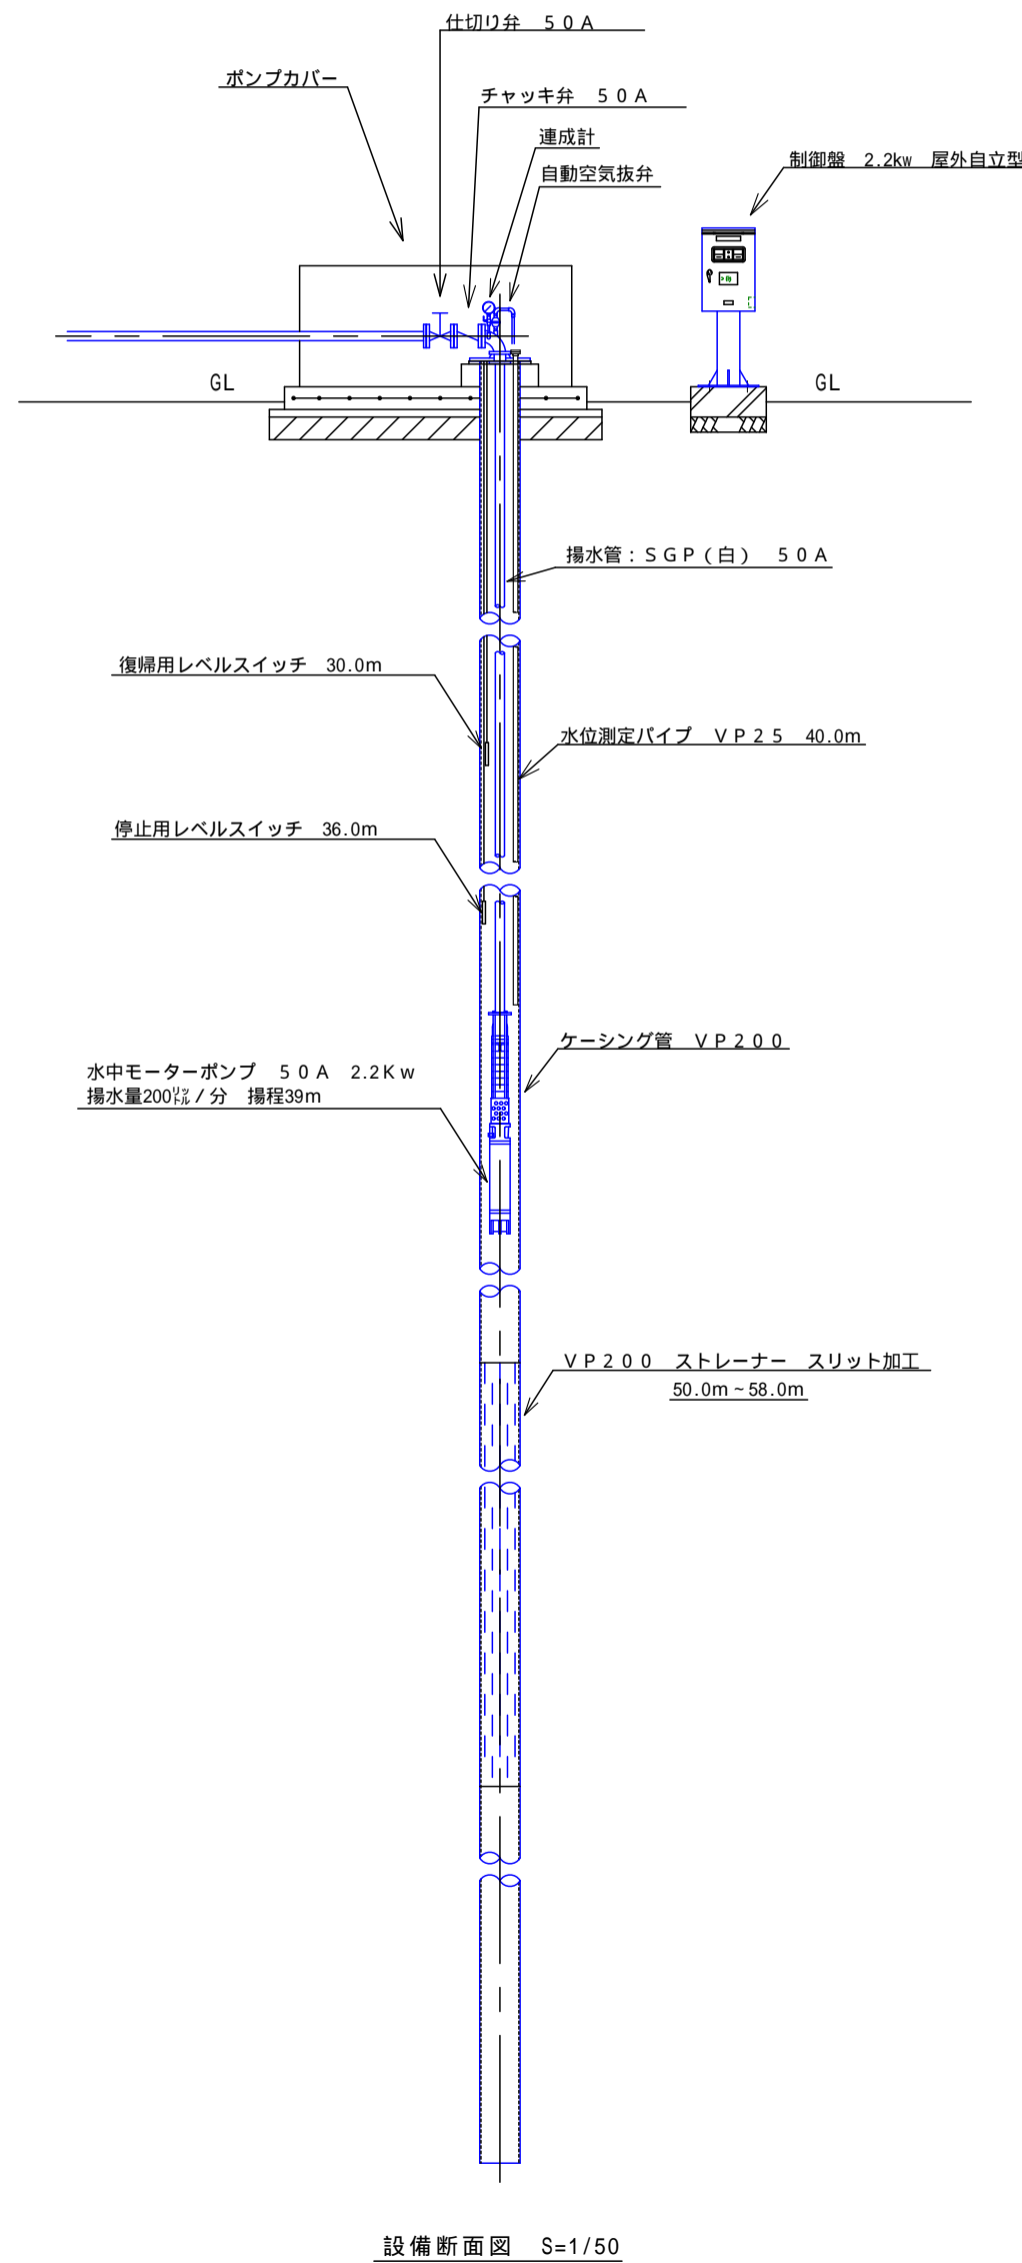 仕切り弁　５０Ａ
ポンプカバー
チャッキ弁　５０Ａ
連成計
制御盤　2.2kw　屋外自立型
自動空気抜弁
GL
GL
揚水管：ＳＧＰ（白）　５０Ａ
復帰用レベルスイッチ　30.0m
水位測定パイプ　ＶＰ２５　40.0m
停止用レベルスイッチ　36.0m
ケーシング管　ＶＰ２００
水中モーターポンプ　５０Ａ　2.2Ｋｗ
揚水量200㍑／分　揚程39m
ＶＰ２００　ストレーナー　スリット加工
50.0m～58.0m
設備断面図　S=1/50